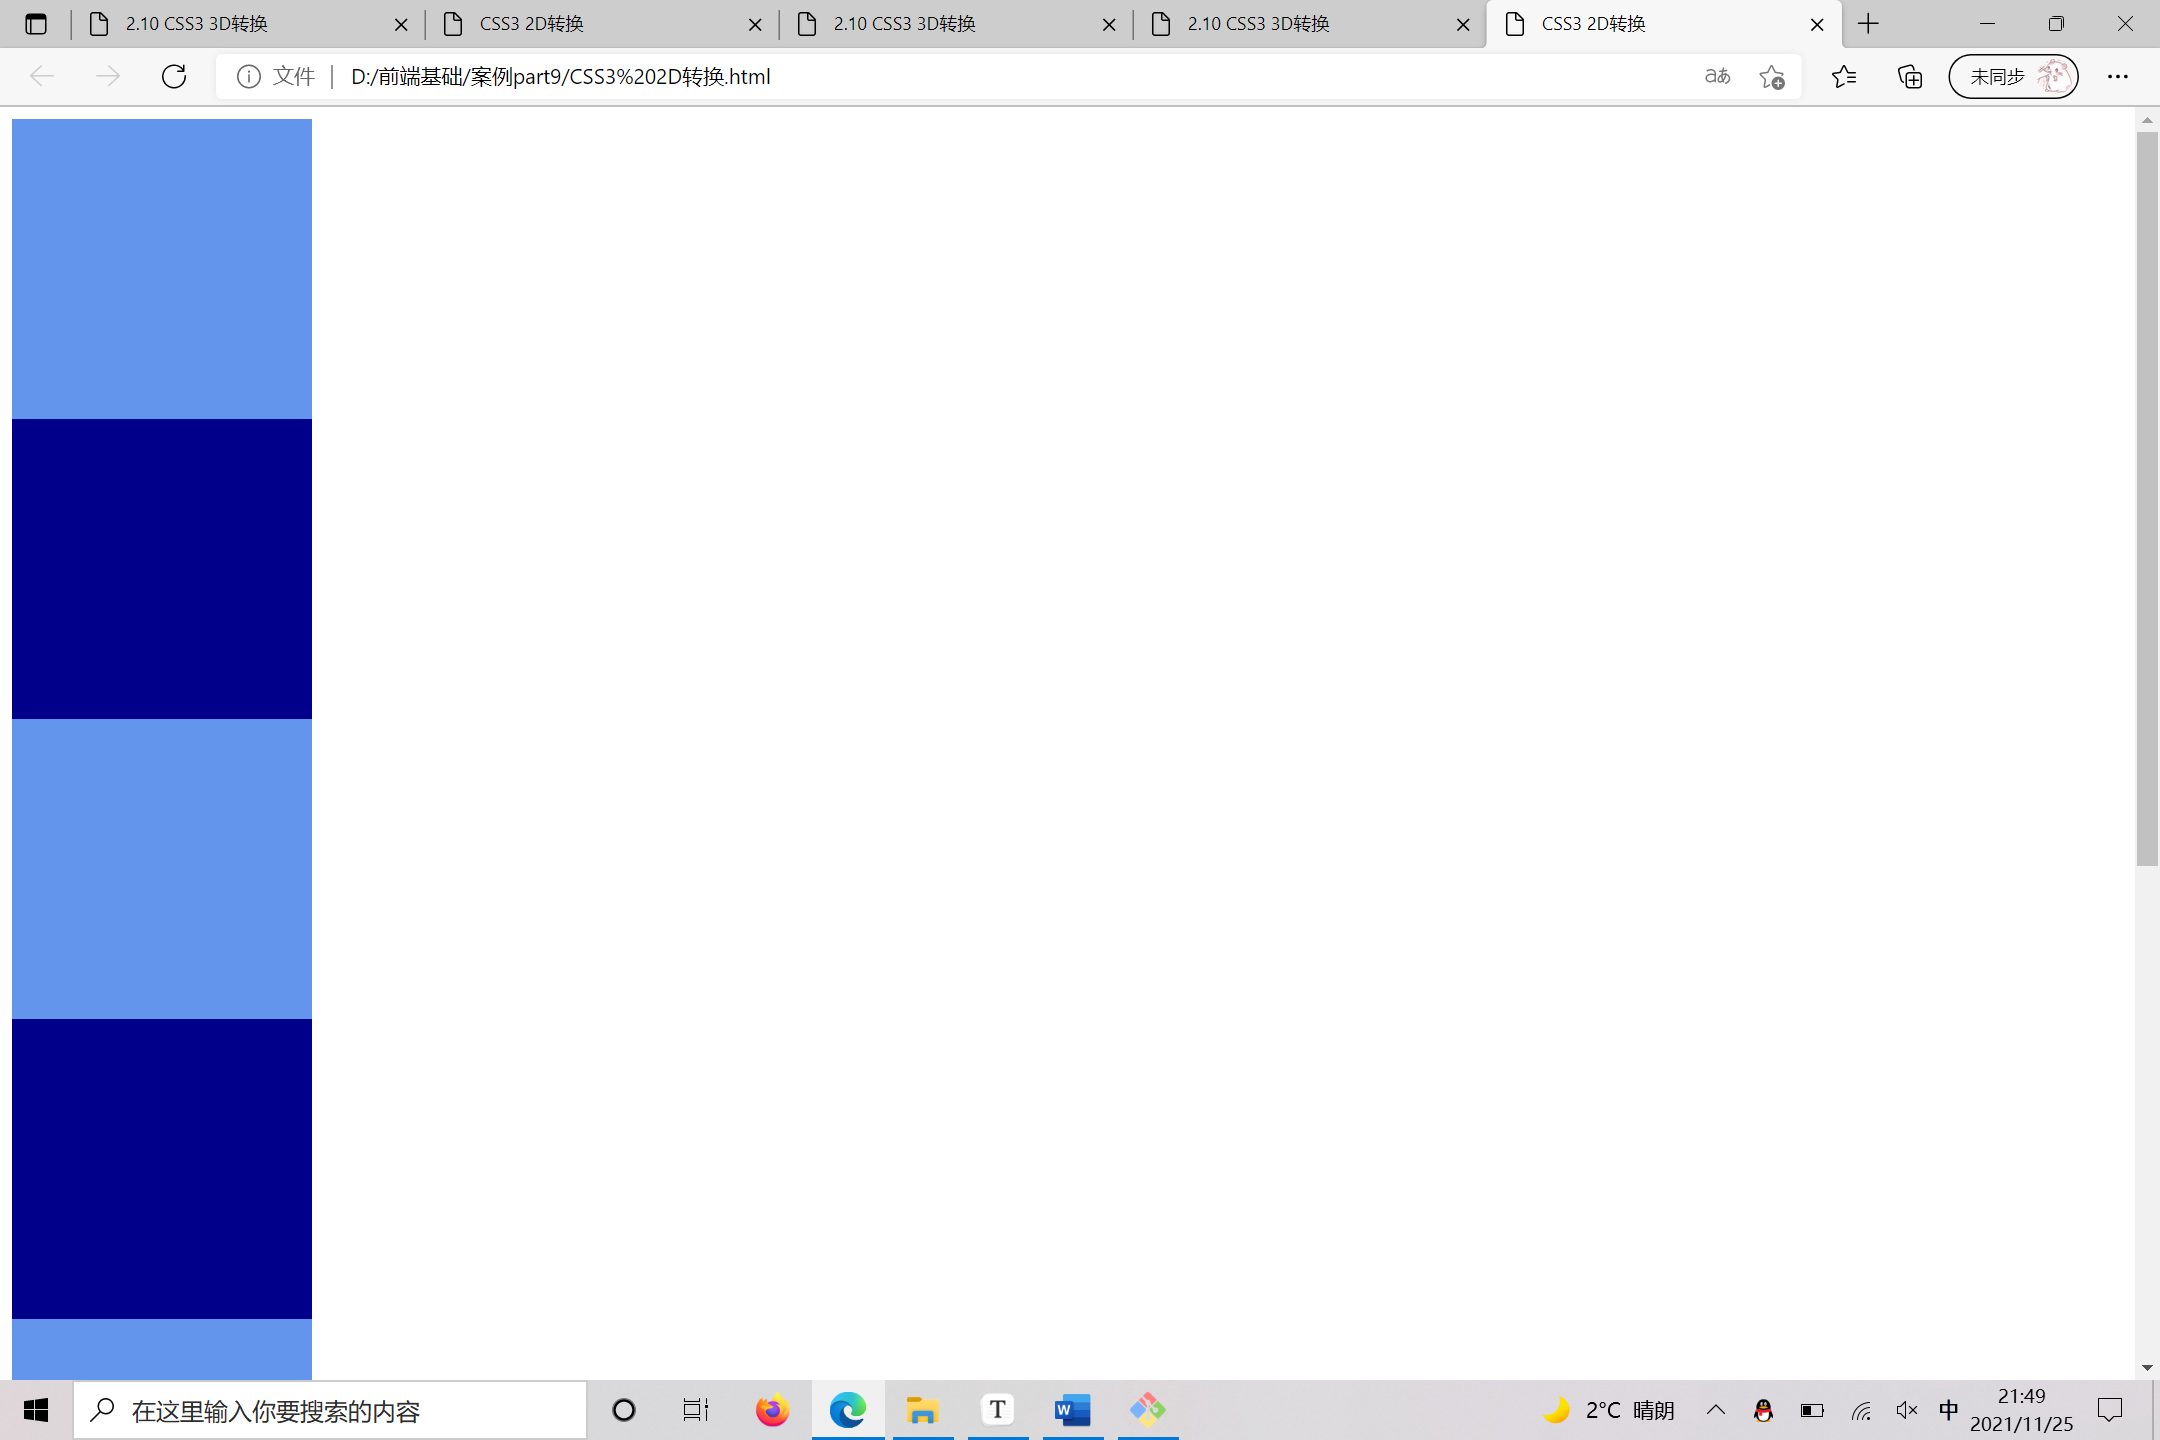 2.10 CSS3 3D转换
CSS3 2D转换
2.10 CSS3 3D转换
2.10 CSS3 3D转换
CSS3 2D转换
文件
D:/前端基础/案例part9/CSS3%202D转换.html
aあ
未同步
在这里输入你要搜索的内容
T
W
2°C 晴朗
中
21:49
2021/11/25